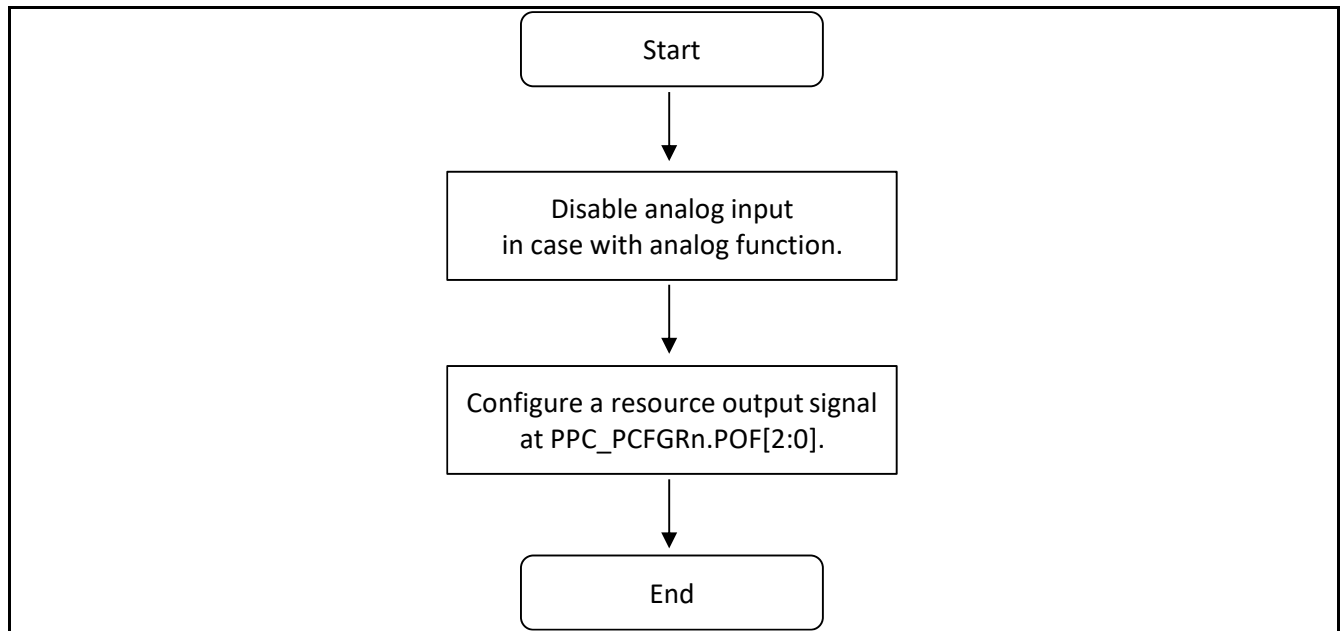 Start
Disable analog input
in case with analog function.
Configure a resource output signal
at PPC_PCFGRn.POF[2:0].
End